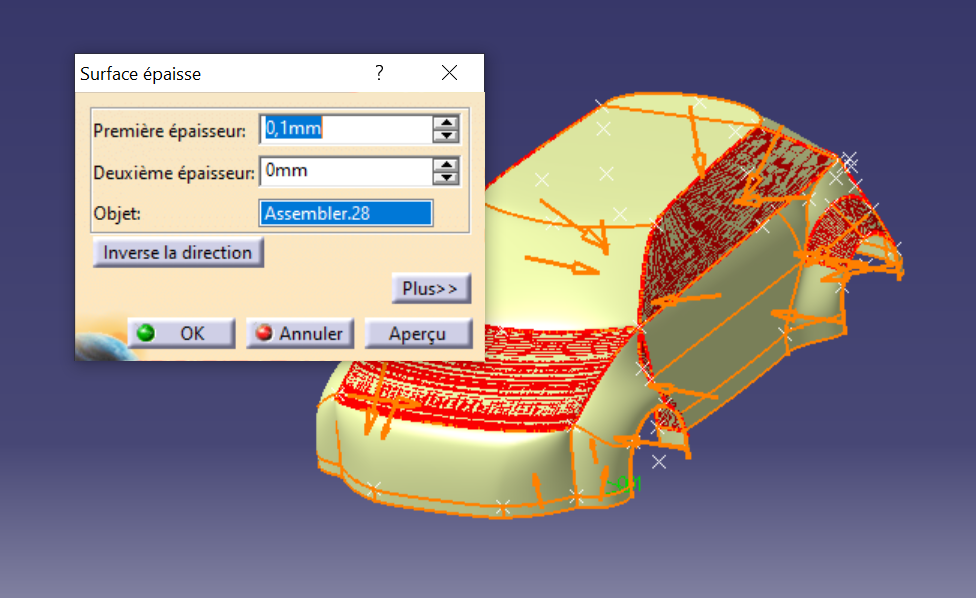 Surface épaisse ?
Première épaisseur: 0,1mm
Deuxième épaisseur: 0mm
Objet: Assembler.28
Inverse la direction
Plus>>
OK Annuler Aperçu